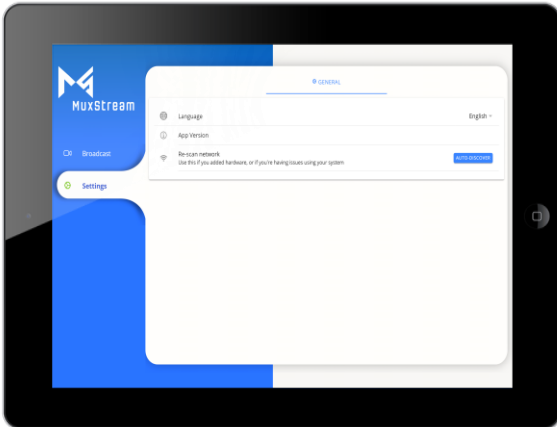 MuxStream
GENERAL
Language
English
App Version
Broadcast
Re-scan network
Use this if you added hardware, or if you're having issues using your system
AUTO-DISCOVER
Settings